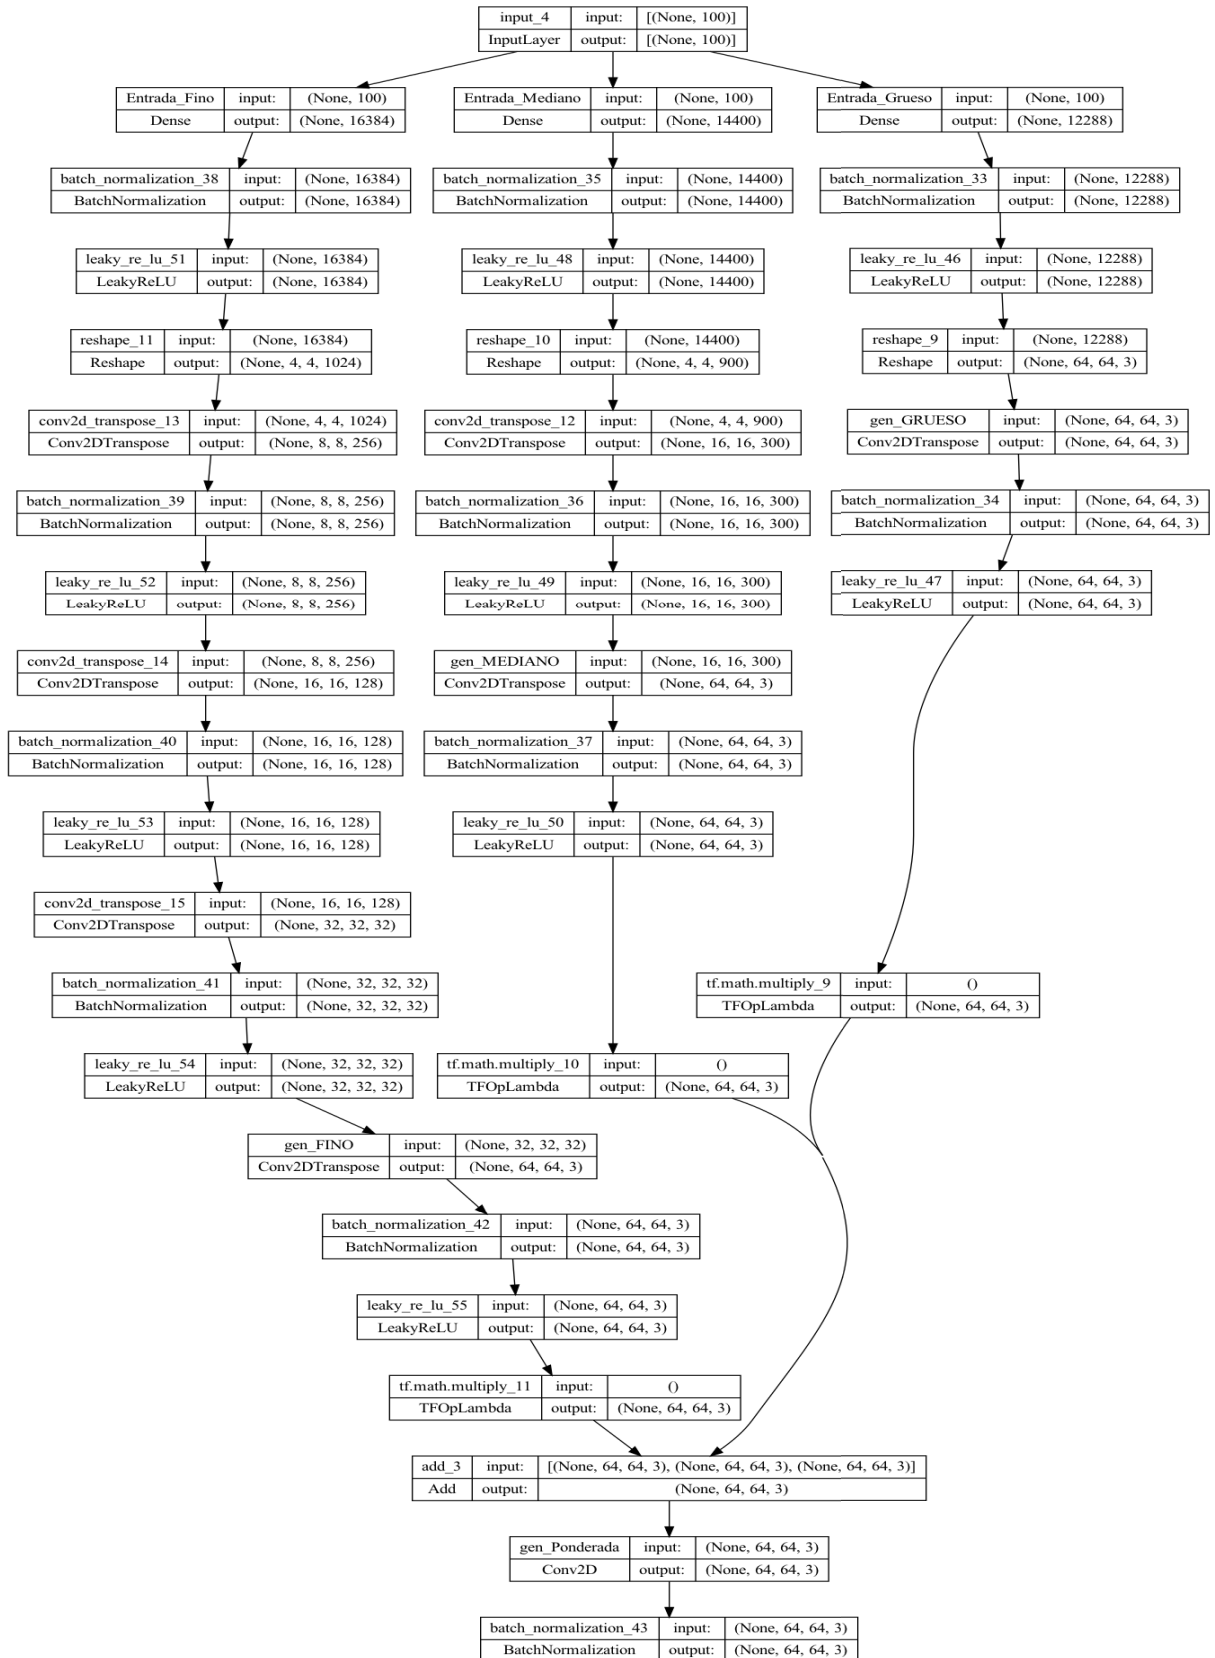 input_4 input: [(None, 100)]
InputLayer output: [(None, 100)]
Entrada_Fino input: (None, 100)
Dense output: (None, 16384)
Entrada_Mediano input: (None, 100)
Dense output: (None, 14400)
Entrada_Grueso input: (None, 100)
Dense output: (None, 12288)
batch_normalization_38 input: (None, 16384)
BatchNormalization output: (None, 16384)
batch_normalization_35 input: (None, 14400)
BatchNormalization output: (None, 14400)
batch_normalization_33 input: (None, 12288)
BatchNormalization output: (None, 12288)
leaky_re_lu_51 input: (None, 16384)
LeakyReLU output: (None, 16384)
leaky_re_lu_48 input: (None, 14400)
LeakyReLU output: (None, 14400)
leaky_re_lu_46 input: (None, 12288)
LeakyReLU output: (None, 12288)
reshape_11 input: (None, 16384)
Reshape output: (None, 4, 4, 1024)
reshape_10 input: (None, 14400)
Reshape output: (None, 4, 4, 900)
reshape_9 input: (None, 12288)
Reshape output: (None, 64, 64, 3)
conv2d_transpose_13 input: (None, 4, 4, 1024)
Conv2DTranspose output: (None, 8, 8, 256)
conv2d_transpose_12 input: (None, 4, 4, 900)
Conv2DTranspose output: (None, 16, 16, 300)
gen_GRUESO input: (None, 64, 64, 3)
Conv2DTranspose output: (None, 64, 64, 3)
batch_normalization_39 input: (None, 8, 8, 256)
BatchNormalization output: (None, 8, 8, 256)
batch_normalization_36 input: (None, 16, 16, 300)
BatchNormalization output: (None, 16, 16, 300)
batch_normalization_34 input: (None, 64, 64, 3)
BatchNormalization output: (None, 64, 64, 3)
leaky_re_lu_52 input: (None, 8, 8, 256)
LeakyReLU output: (None, 8, 8, 256)
leaky_re_lu_49 input: (None, 16, 16, 300)
LeakyReLU output: (None, 16, 16, 300)
leaky_re_lu_47 input: (None, 64, 64, 3)
LeakyReLU output: (None, 64, 64, 3)
conv2d_transpose_14 input: (None, 8, 8, 256)
Conv2DTranspose output: (None, 16, 16, 128)
gen_MEDIANO input: (None, 16, 16, 300)
Conv2DTranspose output: (None, 64, 64, 3)
batch_normalization_40 input: (None, 16, 16, 128)
BatchNormalization output: (None, 16, 16, 128)
batch_normalization_37 input: (None, 64, 64, 3)
BatchNormalization output: (None, 64, 64, 3)
leaky_re_lu_53 input: (None, 16, 16, 128)
LeakyReLU output: (None, 16, 16, 128)
leaky_re_lu_50 input: (None, 64, 64, 3)
LeakyReLU output: (None, 64, 64, 3)
conv2d_transpose_15 input: (None, 16, 16, 128)
Conv2DTranspose output: (None, 32, 32, 32)
batch_normalization_41 input: (None, 32, 32, 32)
BatchNormalization output: (None, 32, 32, 32)
tf.math.multiply_9 input: ()
TFOpLambda output: (None, 64, 64, 3)
leaky_re_lu_54 input: (None, 32, 32, 32)
LeakyReLU output: (None, 32, 32, 32)
tf.math.multiply_10 input: ()
TFOpLambda output: (None, 64, 64, 3)
gen_FINO input: (None, 32, 32, 32)
Conv2DTranspose output: (None, 64, 64, 3)
batch_normalization_42 input: (None, 64, 64, 3)
BatchNormalization output: (None, 64, 64, 3)
leaky_re_lu_55 input: (None, 64, 64, 3)
LeakyReLU output: (None, 64, 64, 3)
tf.math.multiply_11 input: ()
TFOpLambda output: (None, 64, 64, 3)
add_3 input: [(None, 64, 64, 3), (None, 64, 64, 3), (None, 64, 64, 3)]
Add output: (None, 64, 64, 3)
gen_Ponderada input: (None, 64, 64, 3)
Conv2D output: (None, 64, 64, 3)
batch_normalization_43 input: (None, 64, 64, 3)
BatchNormalization output: (None, 64, 64, 3)